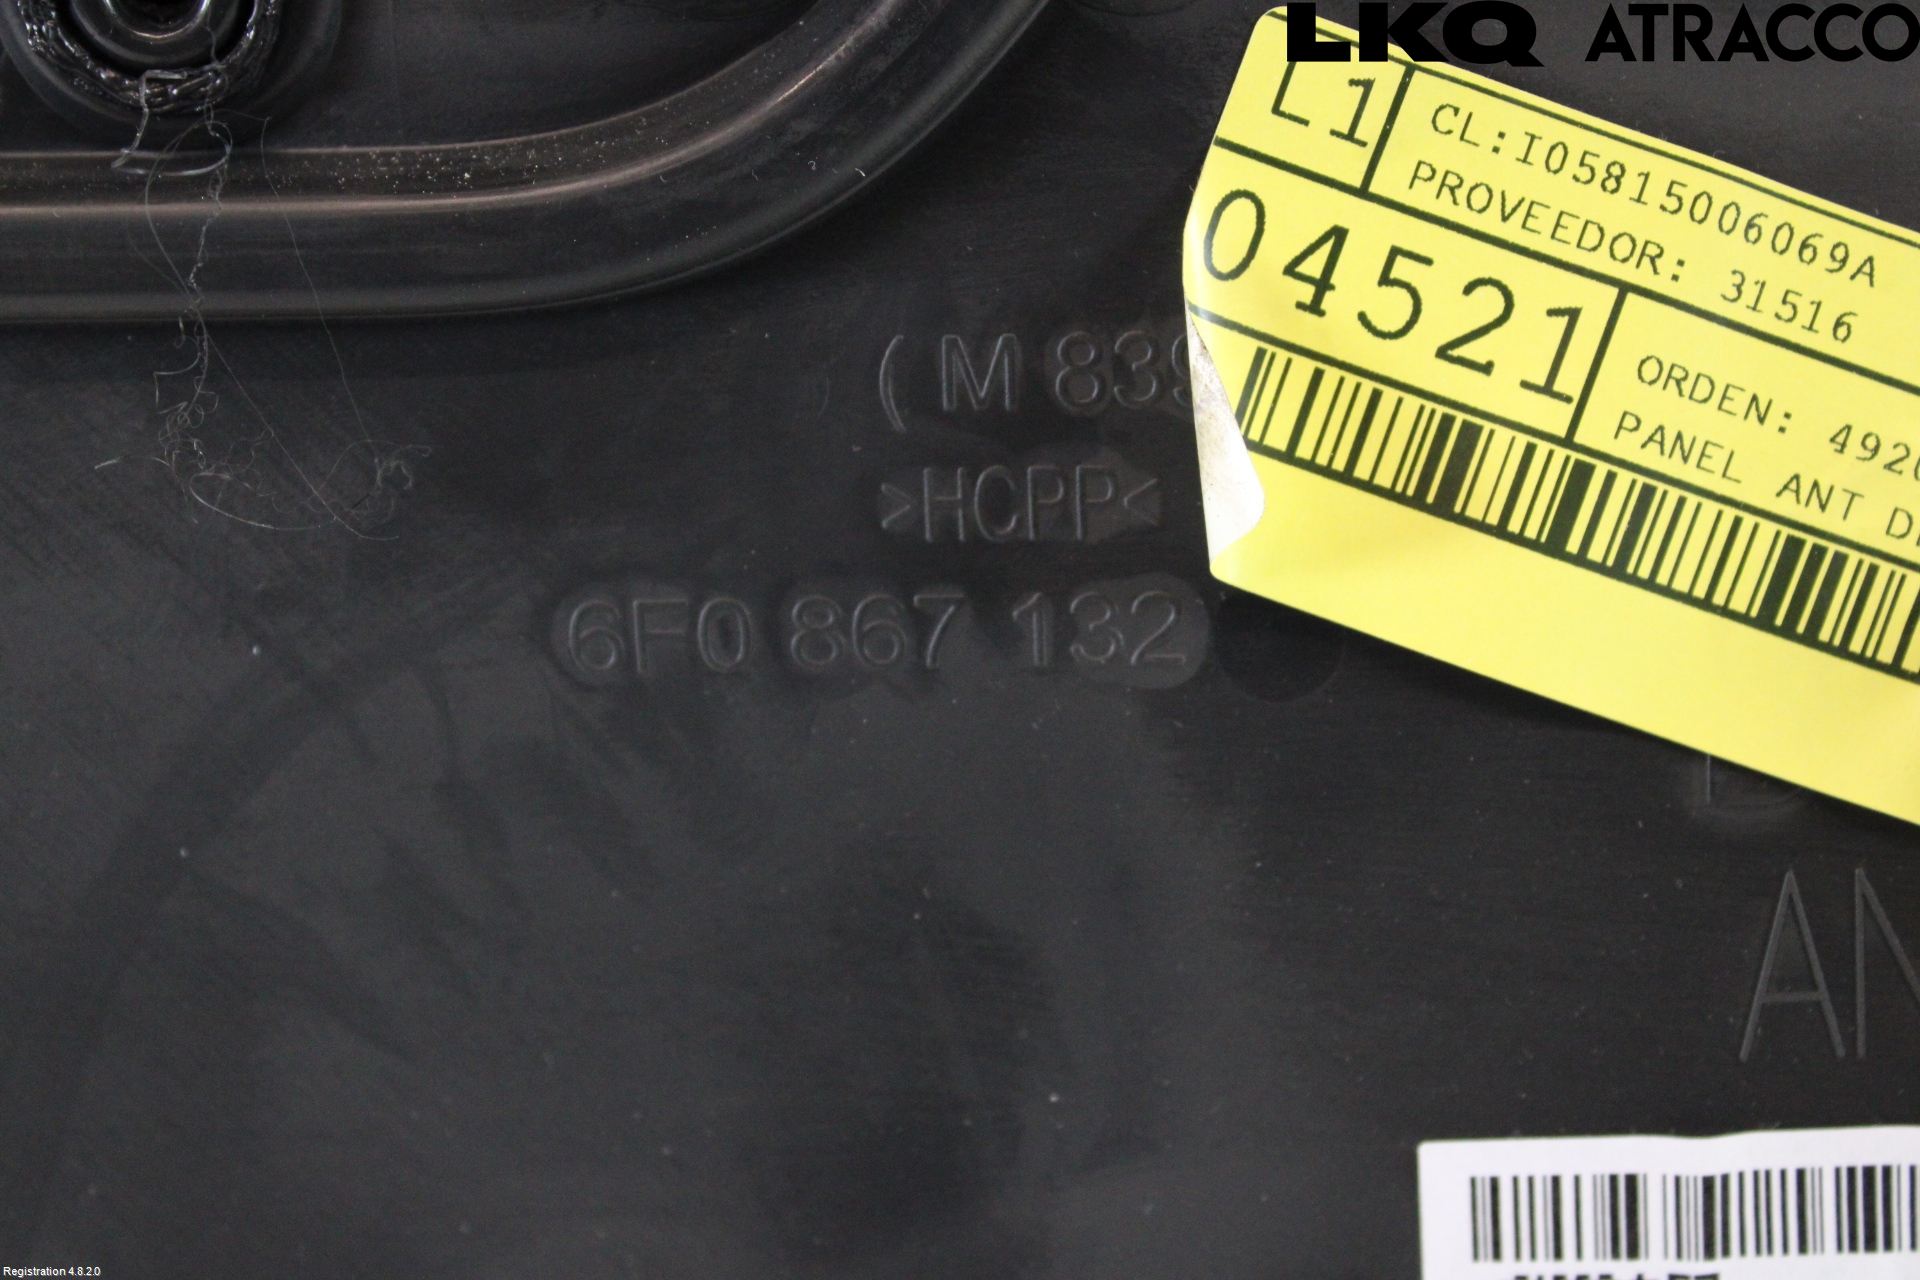 LKQ ATRACCO
L1
CL:I05815006069A
PROVEEDOR: 31516
04521
ORDEN: 492
PANEL ANT D
( M 839
>HCPP<
6F0 867 132
AN
Registration 4.8.2.0